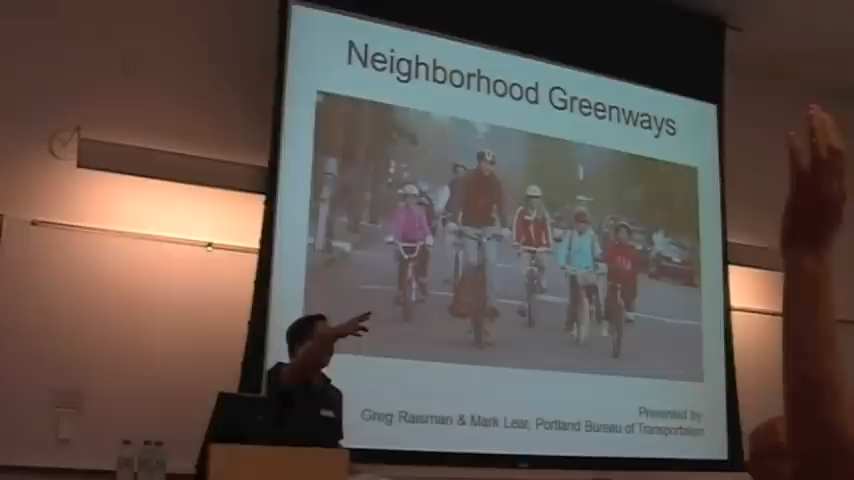 Neighborhood Greenways
Presented by
Greg Raisman & Mark Lear, Portland Bureau of Transportation